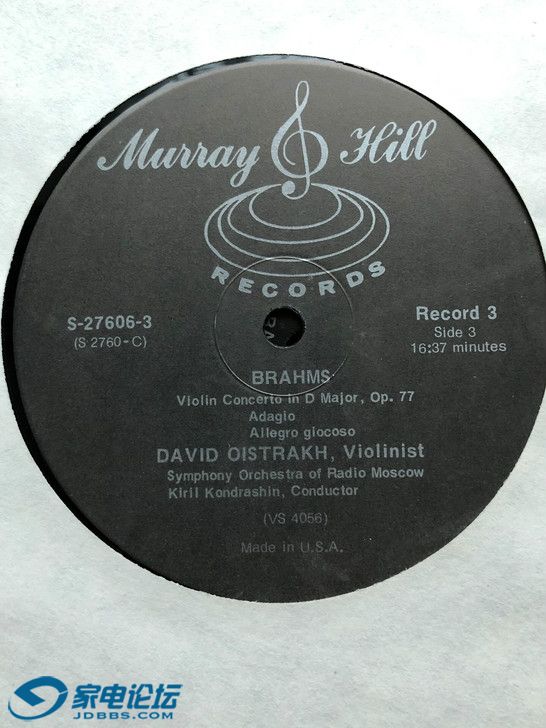 Murray Hill
RECORDS
S-27606-3
(S 2760-C)
Record 3
Side 3
16:37 minutes
BRAHMS
Violin Concerto in D Major, Op. 77
Adagio
Allegro giocoso
DAVID OISTRAKH, Violinist
Symphony Orchestra of Radio Moscow
Kiril Kondrashin, Conductor
(VS 4056)
Made in U.S.A.
家电论坛
JDBBS.COM